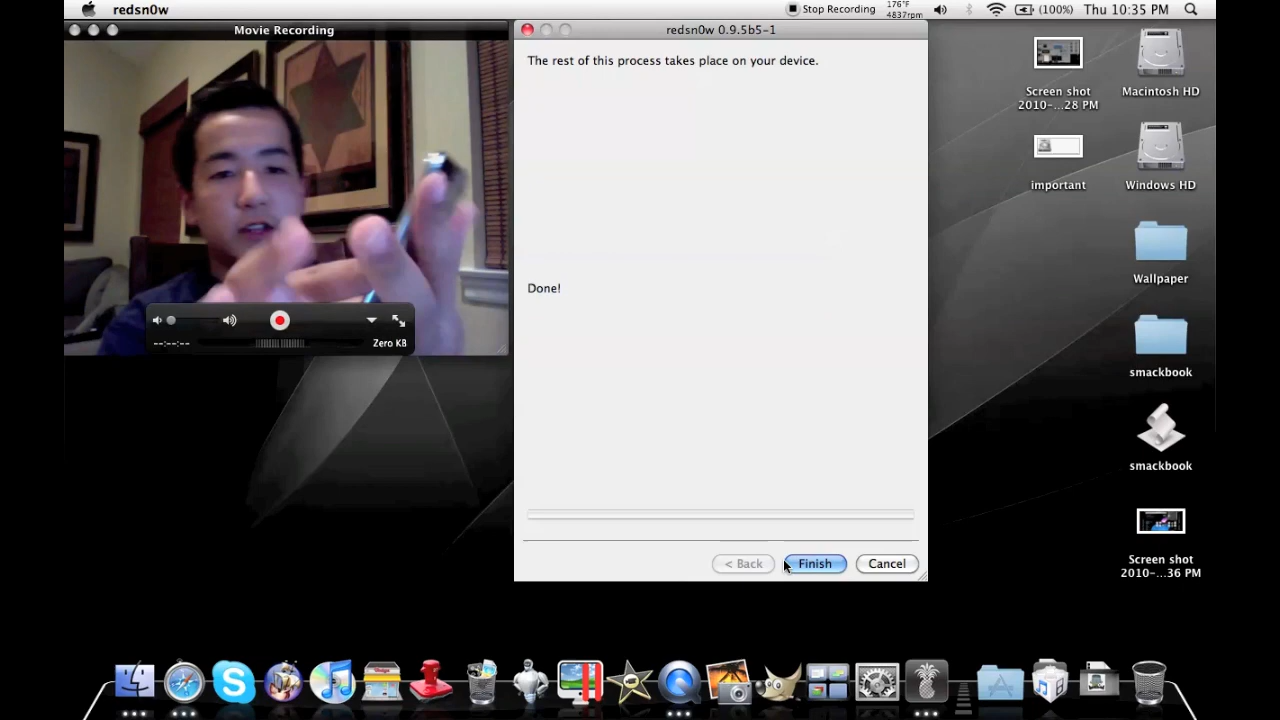 redsn0w
Stop Recording
176°F
4837rpm
(100%)
Thu 10:35 PM
Movie Recording
--:--:--
Zero KB
redsn0w 0.9.5b5-1
The rest of this process takes place on your device.
Done!
< Back
Finish
Cancel
Screen shot
2010-...28 PM
Macintosh HD
important
Windows HD
Wallpaper
smackbook
smackbook
Screen shot
2010-...36 PM